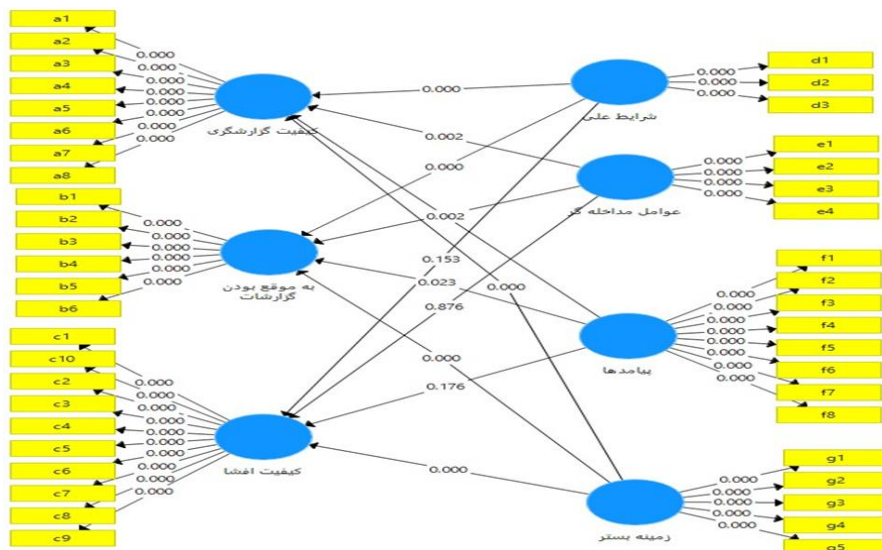 a1
a2
a3
a4
a5
a6
a7
a8
0.000
0.000
0.000
0.000
0.000
0.000
0.000
0.000
کیفیت گزارشگری
b1
b2
b3
b4
b5
b6
0.000
0.000
0.000
0.000
0.000
0.000
به موقع بودن
گزارشات
c1
c10
c2
c3
c4
c5
c6
c7
c8
c9
0.000
0.000
0.000
0.000
0.000
0.000
0.000
0.000
0.000
0.000
کیفیت افشا
0.000
0.002
0.000
0.002
0.153
0.023
0.000
0.876
0.000
0.176
0.000
شرایط علی
0.000
0.000
0.000
d1
d2
d3
عوامل مداخله گر
0.000
0.000
0.000
0.000
e1
e2
e3
e4
پیامدها
0.000
0.000
0.000
0.000
0.000
0.000
0.000
0.000
f1
f2
f3
f4
f5
f6
f7
f8
زمینه بستر
0.000
0.000
0.000
0.000
0.000
g1
g2
g3
g4
g5